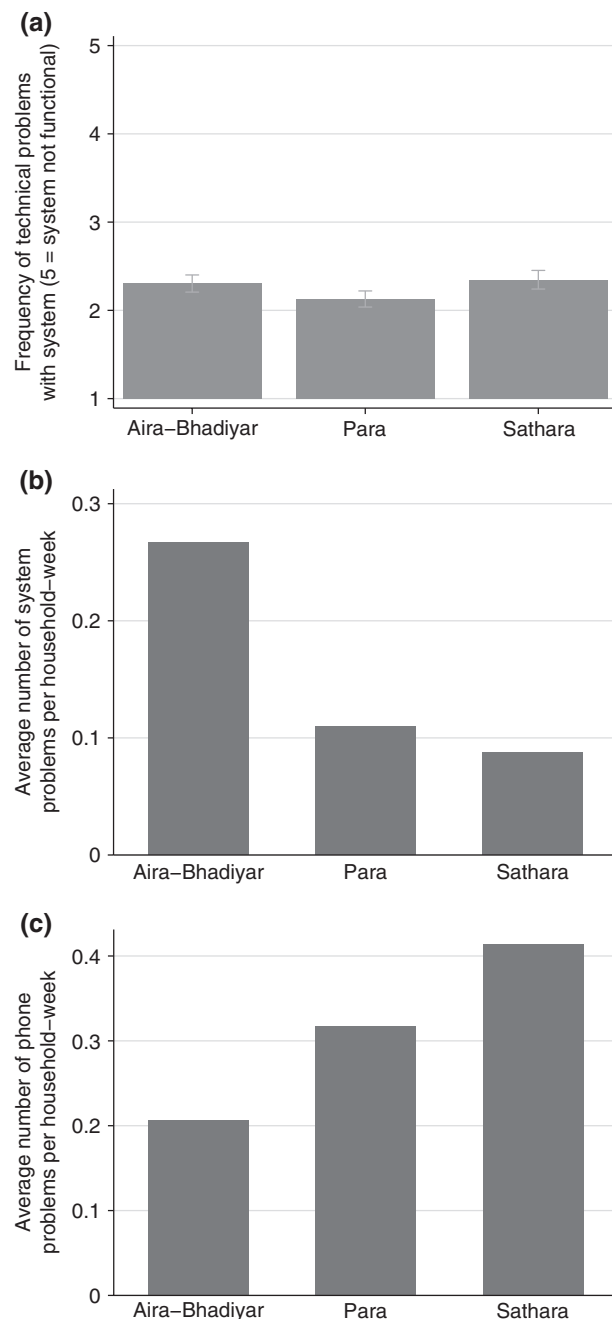 (a)
Frequency of technical problems
with system (5 = system not functional)
5
4
3
2
1
Aira–Bhadiyar Para Sathara
(b)
Average number of system
problems per household–week
0.3
0.2
0.1
0
Aira–Bhadiyar Para Sathara
(c)
Average number of phone
problems per household–week
0.4
0.3
0.2
0.1
0
Aira–Bhadiyar Para Sathara